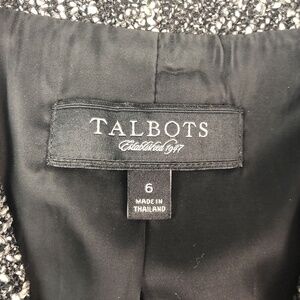 TALBOTS
Established 1947
6
MADE IN
THAILAND